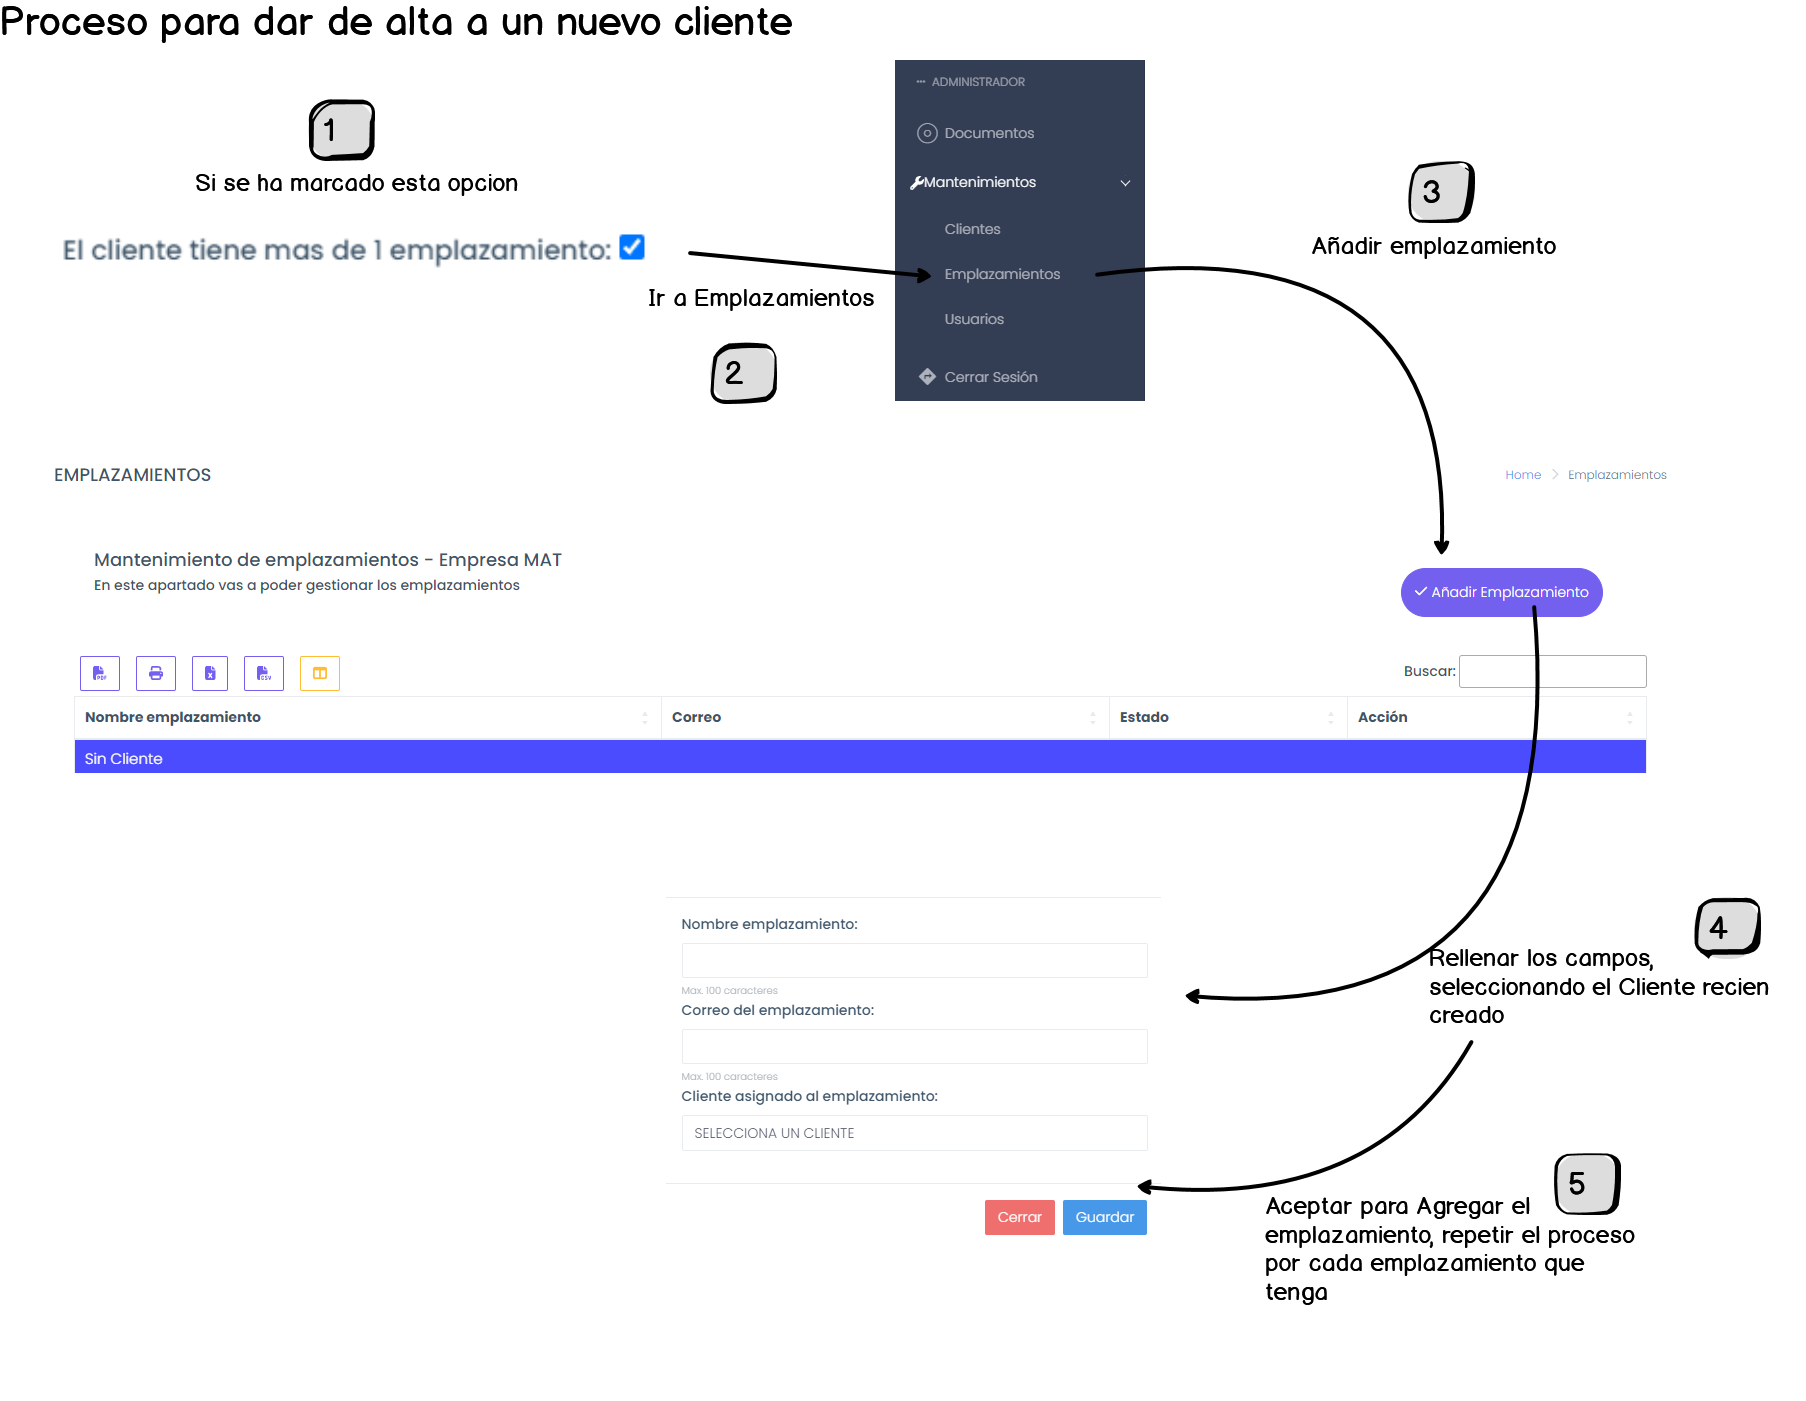 Proceso para dar de alta a un nuevo cliente
1
Si se ha marcado esta opcion
El cliente tiene mas de 1 emplazamiento:
Ir a Emplazamientos
2
ADMINISTRADOR
Documentos
Mantenimientos
Clientes
Emplazamientos
Usuarios
Cerrar Sesión
3
Añadir emplazamiento
EMPLAZAMIENTOS
Home > Emplazamientos
Mantenimiento de emplazamientos - Empresa MAT
En este apartado vas a poder gestionar los emplazamientos
Añadir Emplazamiento
PDF
CSV
Buscar:
Nombre emplazamiento Correo Estado Acción
Sin Cliente
Nombre emplazamiento:
Max. 100 caracteres
Correo del emplazamiento:
Max. 100 caracteres
Cliente asignado al emplazamiento:
SELECCIONA UN CLIENTE
Cerrar Guardar
4
Rellenar los campos,
seleccionando el Cliente recien
creado
5
Aceptar para Agregar el
emplazamiento, repetir el proceso
por cada emplazamiento que
tenga